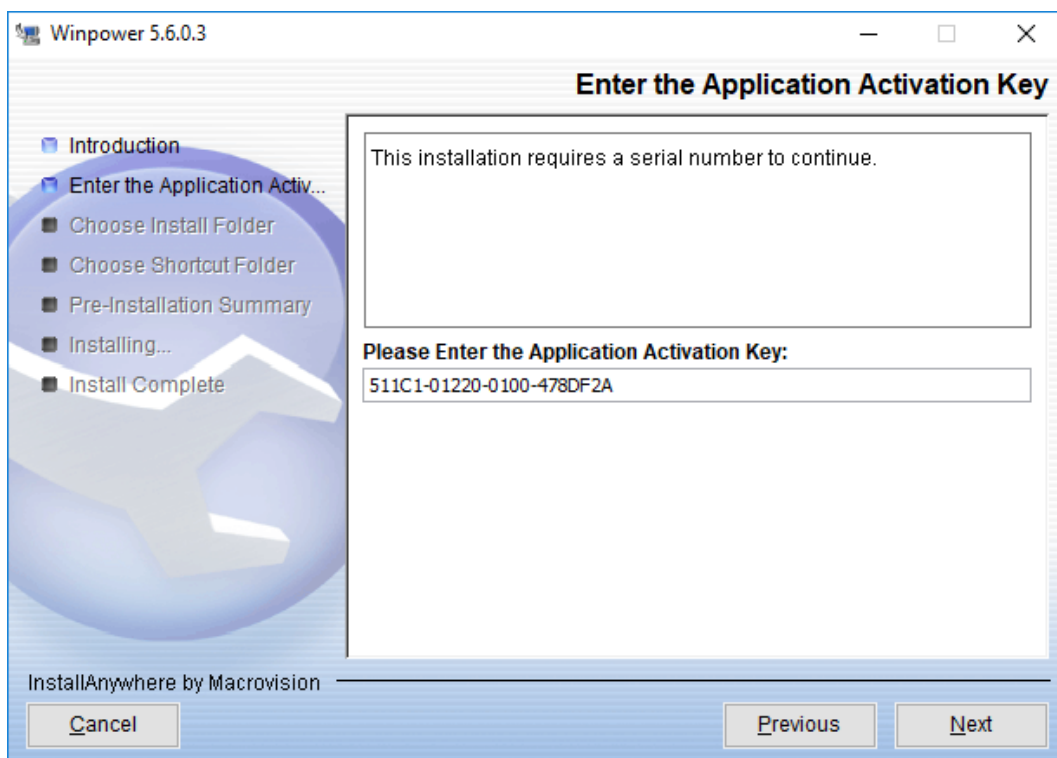 Winpower 5.6.0.3
Enter the Application Activation Key
Introduction
Enter the Application Activ...
Choose Install Folder
Choose Shortcut Folder
Pre-Installation Summary
Installing...
Install Complete
This installation requires a serial number to continue.
Please Enter the Application Activation Key:
511C1-01220-0100-478DF2A
InstallAnywhere by Macrovision
Cancel
Previous
Next